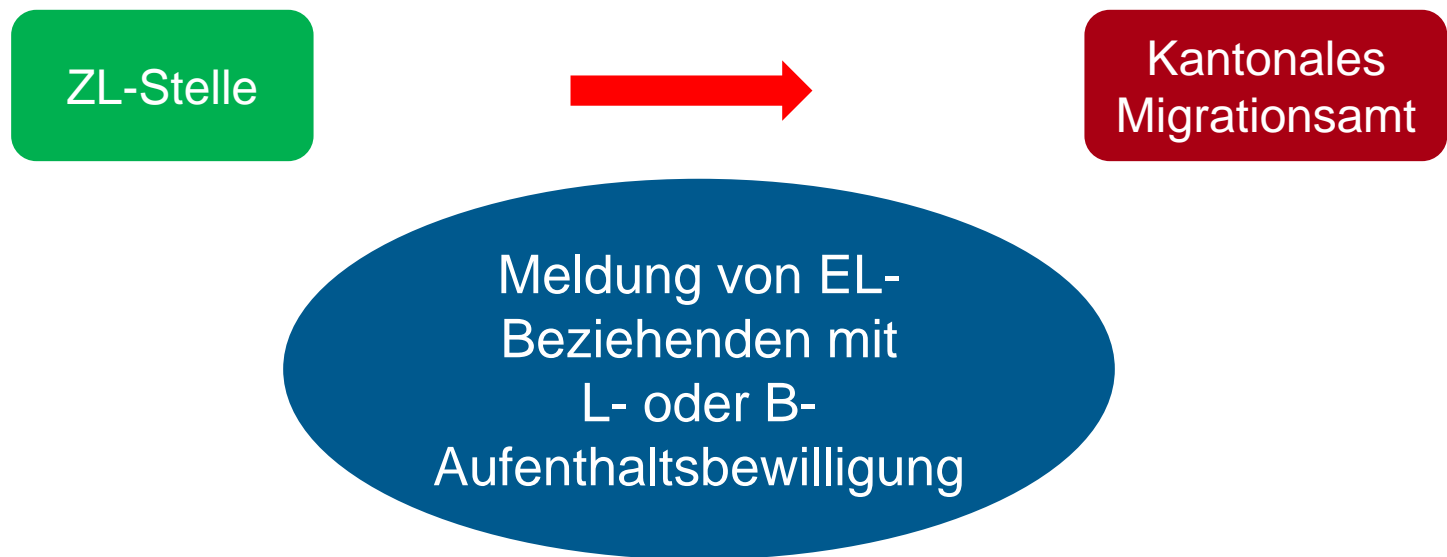 ZL-Stelle
Kantonales
Migrationsamt
Meldung von EL-
Beziehenden mit
L- oder B-
Aufenthaltsbewilligung